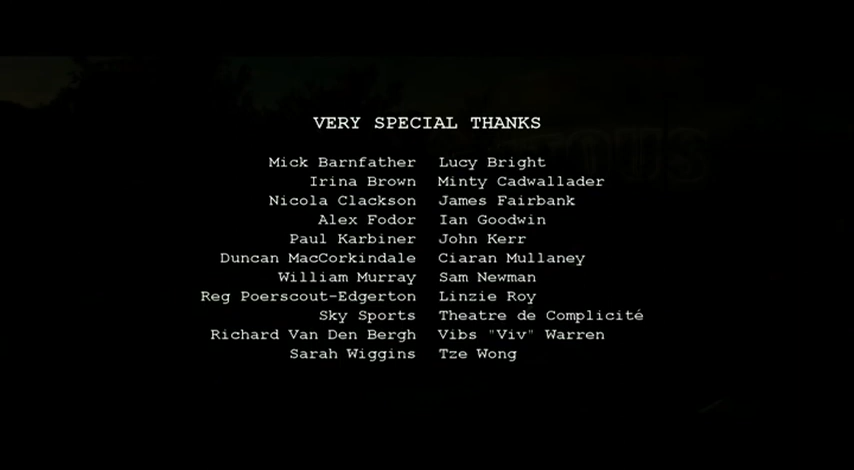 VERY SPECIAL THANKS
Mick Barnfather Lucy Bright
Irina Brown Minty Cadwallader
Nicola Clackson James Fairbank
Alex Fodor Ian Goodwin
Paul Karbiner John Kerr
Duncan MacCorkindale Ciaran Mullaney
William Murray Sam Newman
Reg Poerscout-Edgerton Linzie Roy
Sky Sports Theatre de Complicité
Richard Van Den Bergh Vibs "Viv" Warren
Sarah Wiggins Tze Wong